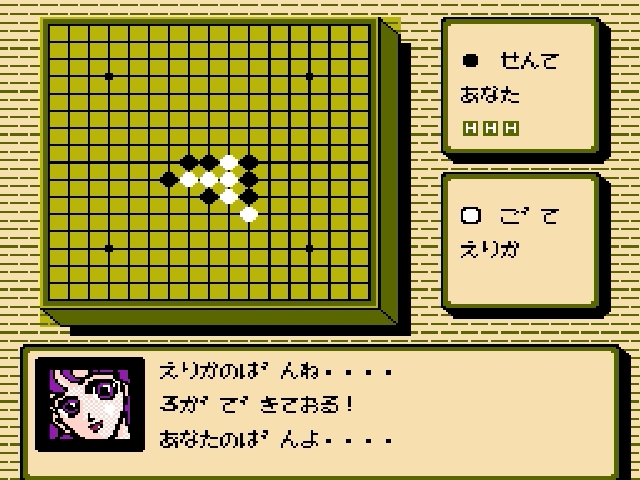 ● せんて
あなた
HHH
○ ごて
えりか
えりかのばんね・・・・
3ができておる!
あなたのばんよ・・・・